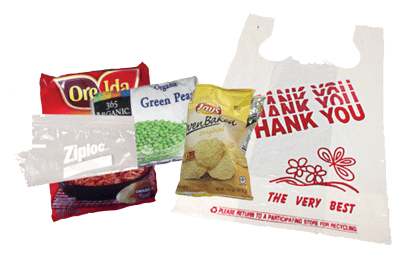 Ore-Ida
365
ORGANIC
Organic
Green Peas
Ziploc
Lay's
Oven Baked
Original
THANK YOU
THANK YOU
THANK YOU
THE VERY BEST
PLEASE RETURN TO A PARTICIPATING STORE FOR RECYCLING